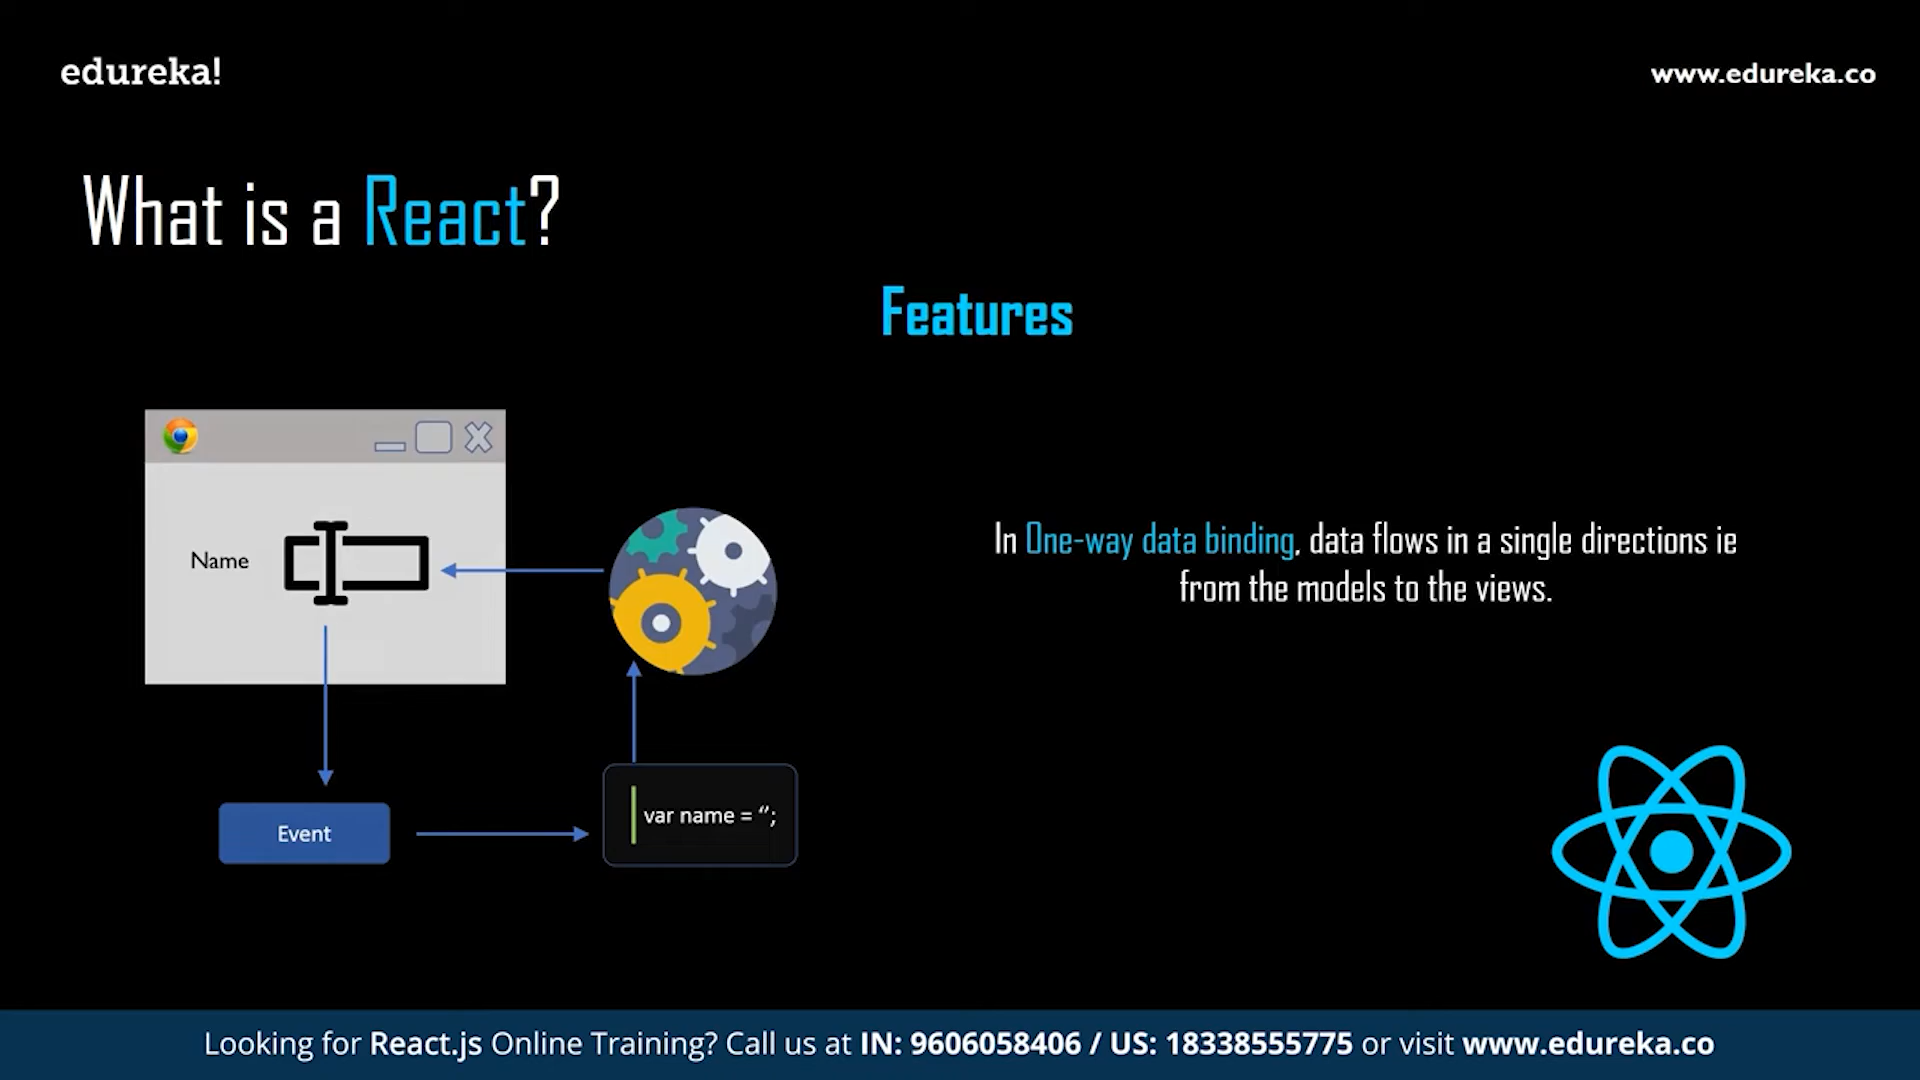 edureka!
www.edureka.co
What is a React?
Features
Name
In One-way data binding, data flows in a single directions ie
from the models to the views.
Event
var name = “;
Looking for React.js Online Training? Call us at IN: 9606058406 / US: 18338555775 or visit www.edureka.co